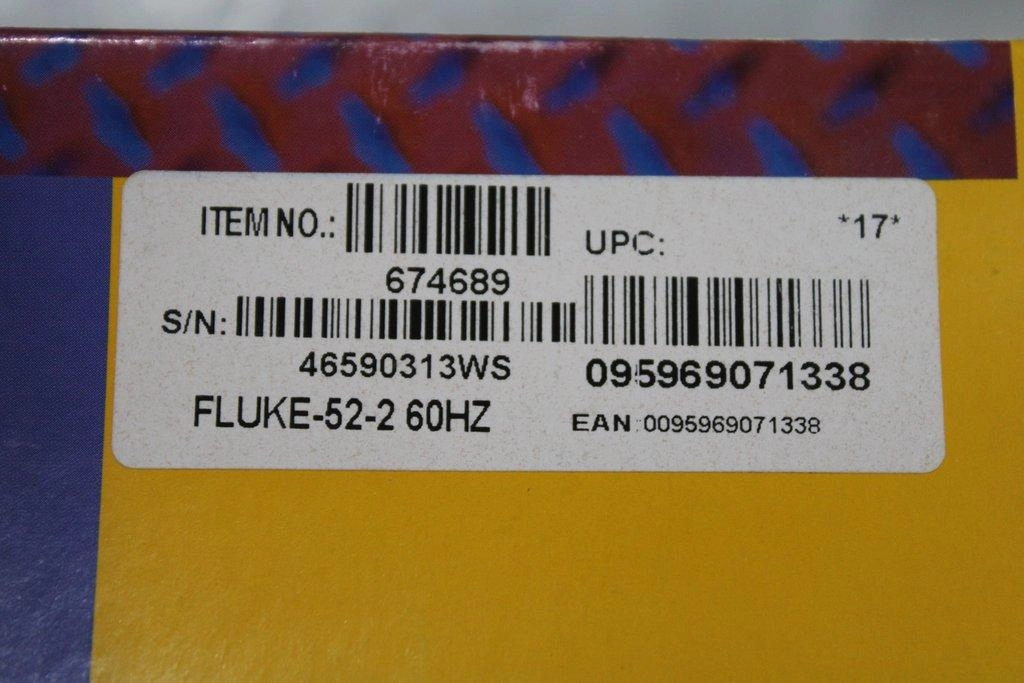 ITEM NO.:
674689
S/N:
46590313WS
FLUKE-52-2 60HZ
UPC:
*17*
095969071338
EAN:0095969071338